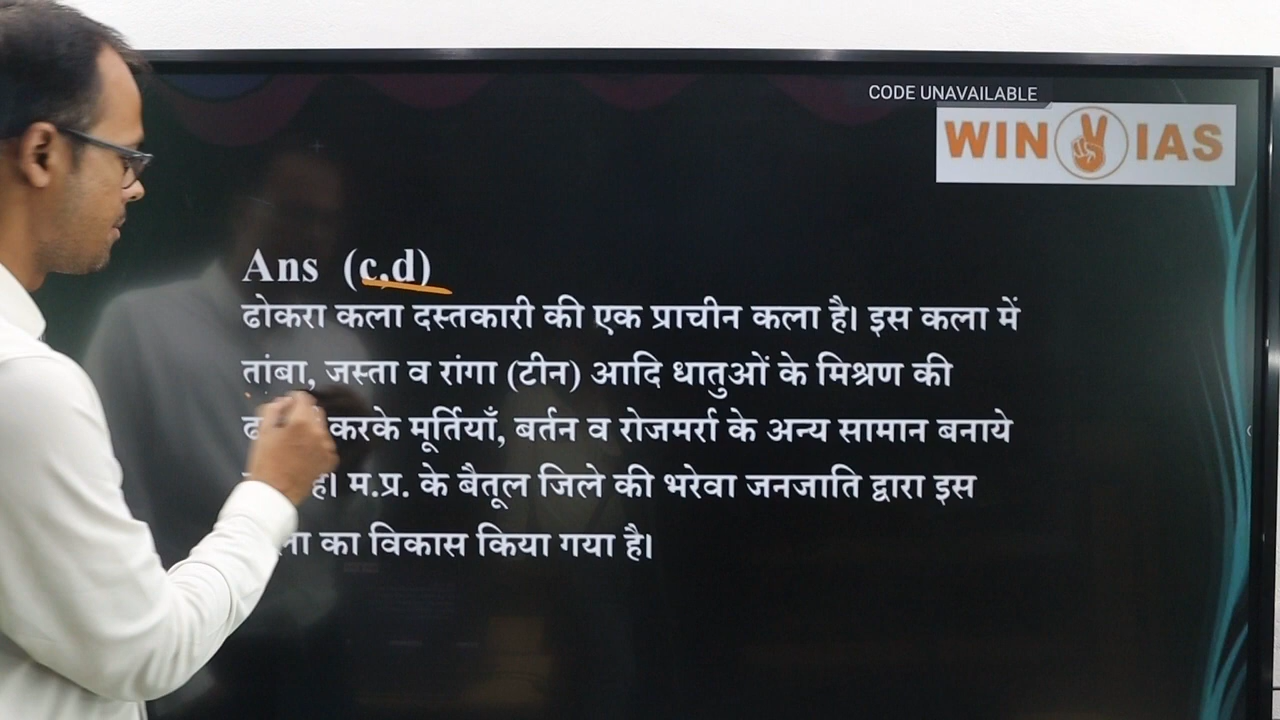 CODE UNAVAILABLE
WIN IAS
Ans (c,d)
ढोकरा कला दस्तकारी की एक प्राचीन कला है। इस कला में
तांबा, जस्ता व रांगा (टीन) आदि धातुओं के मिश्रण की
करके मूर्तियाँ, बर्तन व रोजमर्रा के अन्य सामान बनाये
है। म.प्र. के बैतूल जिले की भरेवा जनजाति द्वारा इस
का विकास किया गया है।